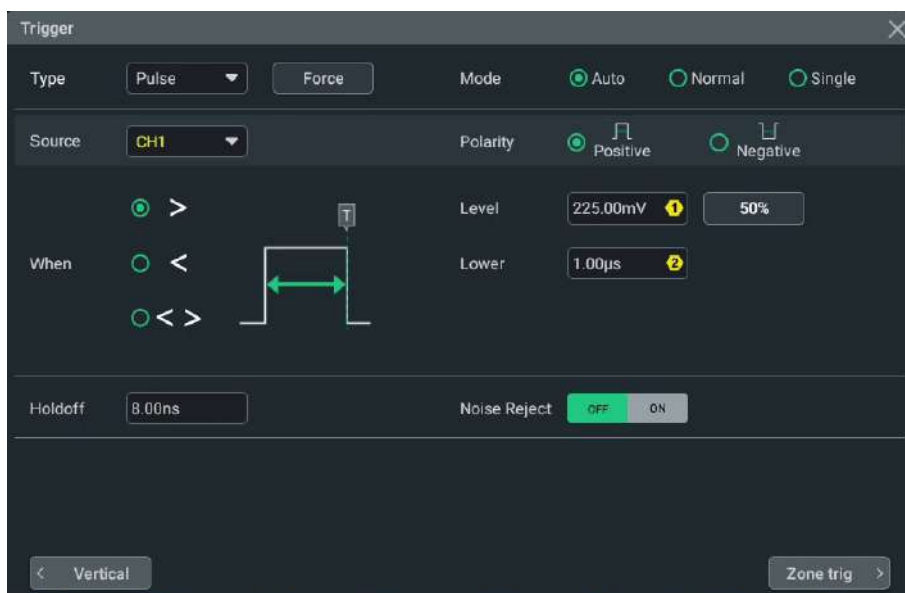 Trigger
Type Pulse Force Mode Auto Normal Single
Source CH1 Polarity Positive Negative
When > < < > T
Level 225.00mV 1 50%
Lower 1.00µs 2
Holdoff 8.00ns Noise Reject OFF ON
< Vertical Zone trig >